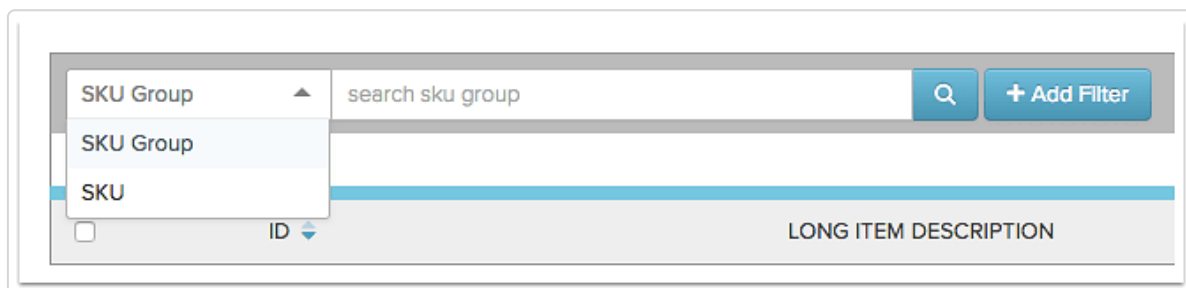 SKU Group
search sku group
+ Add Filter
SKU Group
SKU
ID
LONG ITEM DESCRIPTION